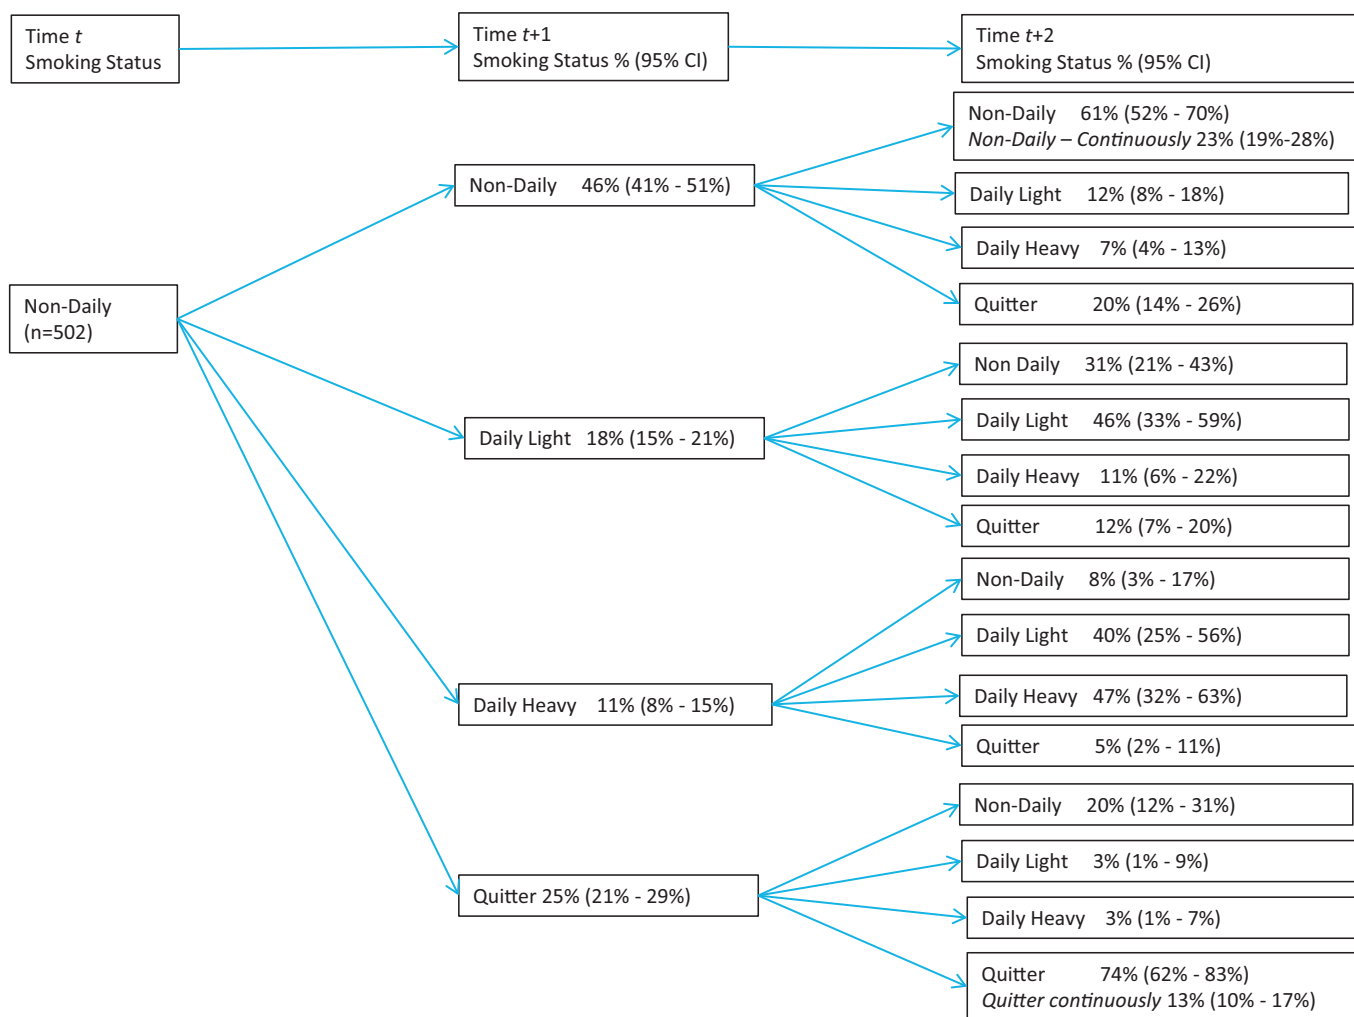 Time t
Smoking Status
Time t+1
Smoking Status % (95% CI)
Time t+2
Smoking Status % (95% CI)
Non-Daily (n=502)
Non-Daily 46% (41% - 51%)
Non-Daily 61% (52% - 70%)
Non-Daily – Continuously 23% (19%-28%)
Daily Light 12% (8% - 18%)
Daily Heavy 7% (4% - 13%)
Quitter 20% (14% - 26%)
Daily Light 18% (15% - 21%)
Non Daily 31% (21% - 43%)
Daily Light 46% (33% - 59%)
Daily Heavy 11% (6% - 22%)
Quitter 12% (7% - 20%)
Daily Heavy 11% (8% - 15%)
Non-Daily 8% (3% - 17%)
Daily Light 40% (25% - 56%)
Daily Heavy 47% (32% - 63%)
Quitter 5% (2% - 11%)
Quitter 25% (21% - 29%)
Non-Daily 20% (12% - 31%)
Daily Light 3% (1% - 9%)
Daily Heavy 3% (1% - 7%)
Quitter 74% (62% - 83%)
Quitter continuously 13% (10% - 17%)